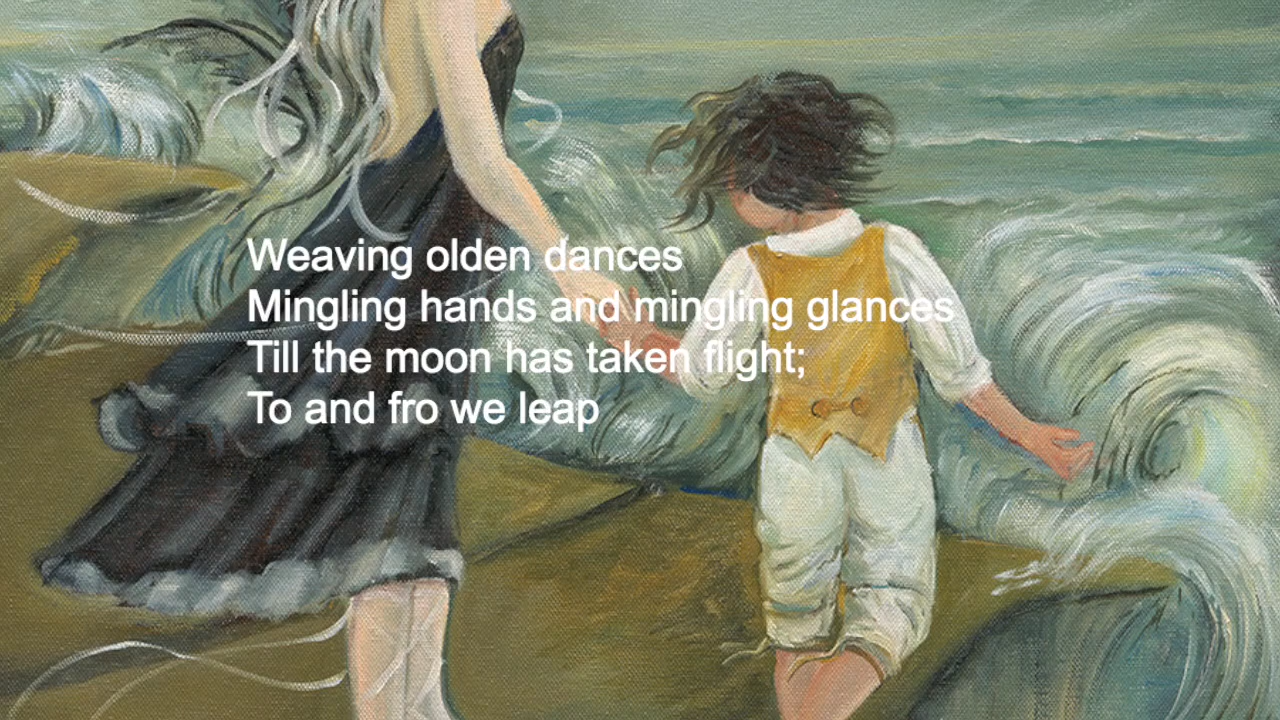 Weaving olden dances
Mingling hands and mingling glances
Till the moon has taken flight;
To and fro we leap